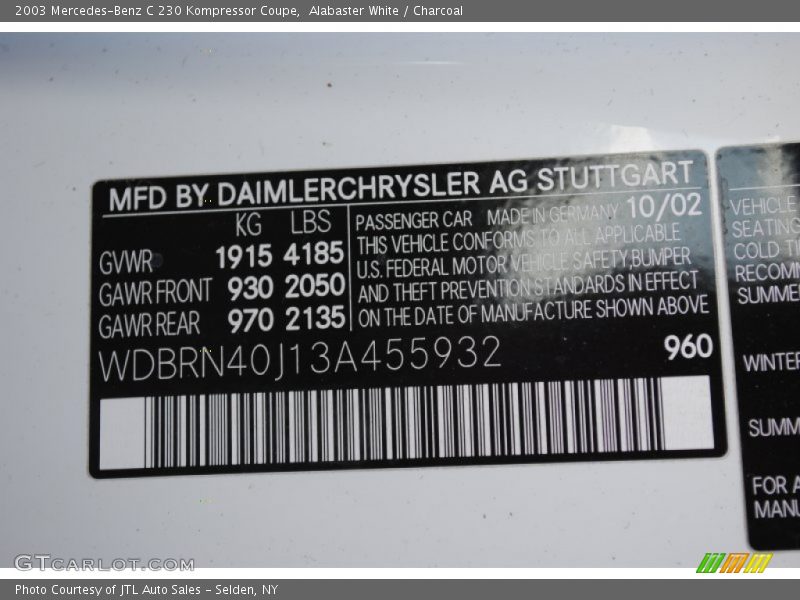 2003 Mercedes-Benz C 230 Kompressor Coupe,  Alabaster White / Charcoal
MFD BY DAIMLERCHRYSLER AG STUTTGART
KG LBS
GVWR 1915 4185
GAWR FRONT 930 2050
GAWR REAR 970 2135
PASSENGER CAR MADE IN GERMANY 10/02
THIS VEHICLE CONFORMS TO ALL APPLICABLE
U.S. FEDERAL MOTOR VEHICLE SAFETY,BUMPER
AND THEFT PREVENTION STANDARDS IN EFFECT
ON THE DATE OF MANUFACTURE SHOWN ABOVE
WDBRN40J13A455932 960
VEHICLE
SEATING
COLD TI
RECOMM
SUMMER
WINTER
SUMM
FOR A
MANU
GTCARLOT.COM
Photo Courtesy of JTL Auto Sales - Selden, NY